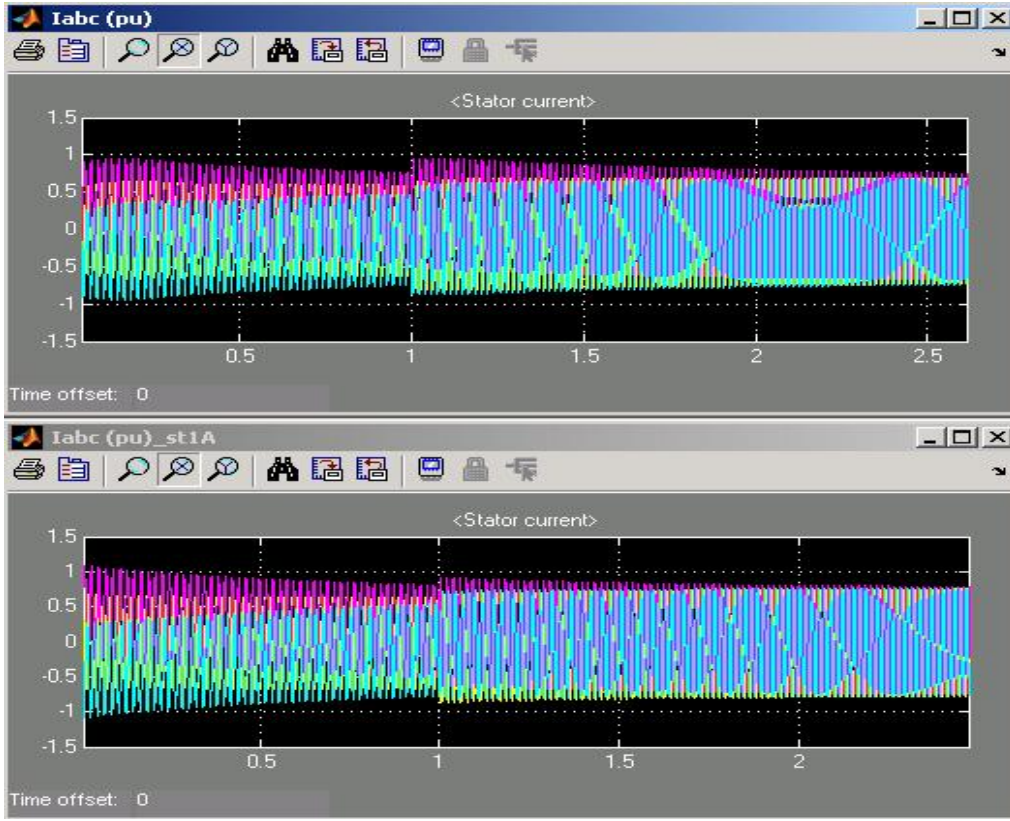 Iabc (pu)
<Stator current>
1.5
1
0.5
0
-0.5
-1
-1.5
0.5 1 1.5 2 2.5
Time offset: 0
Iabc (pu)_st1A
<Stator current>
1.5
1
0.5
0
-0.5
-1
-1.5
0.5 1 1.5 2
Time offset: 0